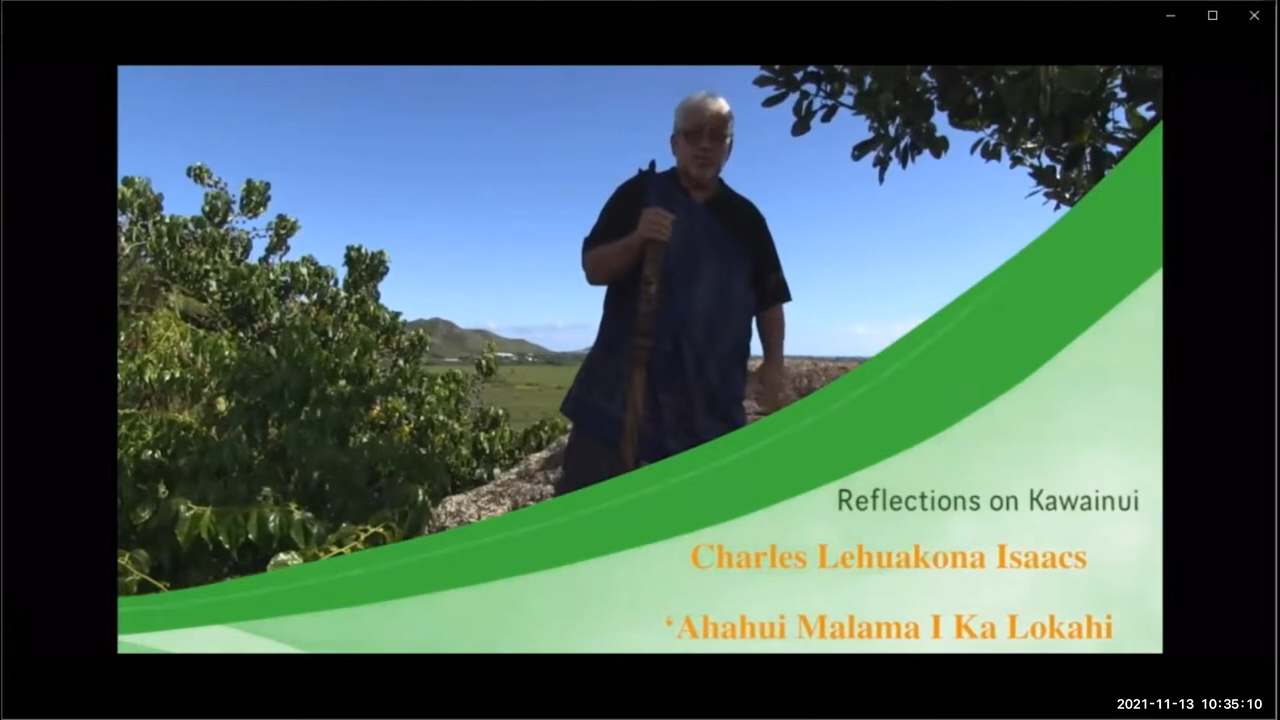 Reflections on Kawainui
Charles Lehuakona Isaacs
‘Ahahui Malama I Ka Lokahi
2021-11-13 10:35:10